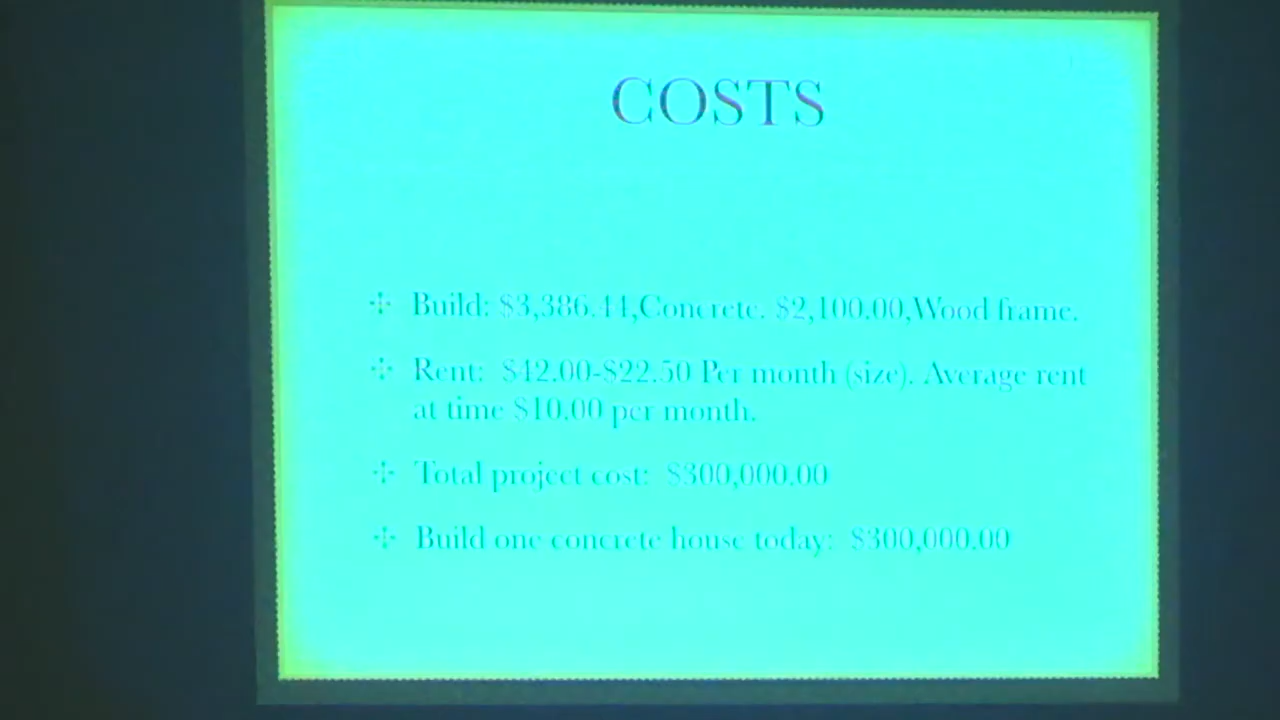 COSTS
Build: $3,386.44,Concrete. $2,100.00,Wood frame.
Rent: $42.00-$22.50 Per month (size). Average rent
at time $10.00 per month.
Total project cost: $300,000.00
Build one concrete house today: $300,000.00